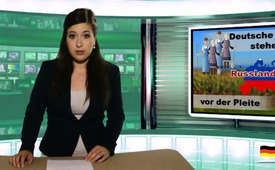 Deutsche
stehe
Russland
vor der Pleite